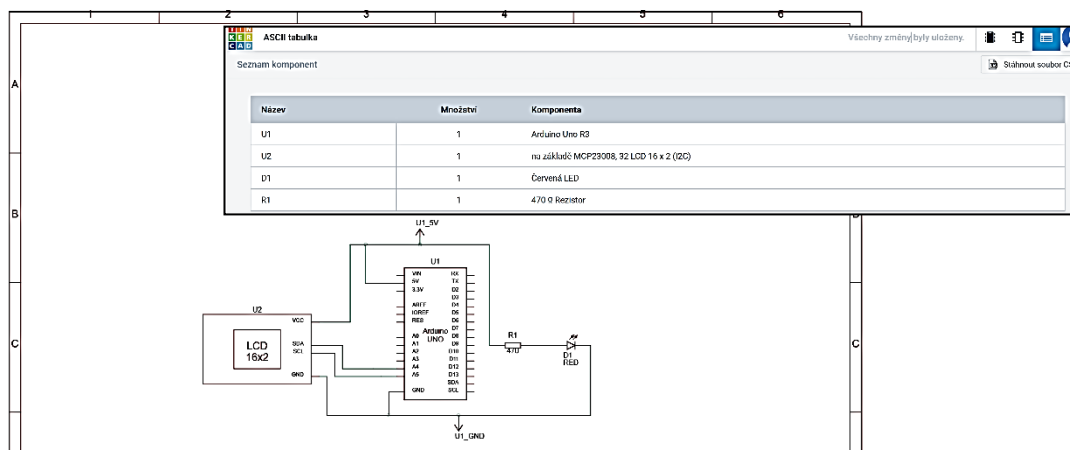 1 2 3 4 5 6
TIN
KER
CAD
ASCII tabulka
Všechny změny byly uloženy.
Seznam komponent
Stáhnout soubor CS
Název Množství Komponenta
U1 1 Arduino Uno R3
U2 1 na základě MCP23008, 32 LCD 16 x 2 (I2C)
D1 1 Červená LED
R1 1 470 Ω Rezistor
A
B B
C C
U1_5V
U1
VIN RX
5V TX
3.3V D2
D3
AREF D4
IOREF D5
RES D6
D7
A0 D8
A1 D9
A2 D10
A3 D11
A4 D12
A5 D13
SDA
GND SCL
Arduino
UNO
U2
VCC
SDA
SCL
GND
LCD
16x2
R1
470
D1
RED
U1_GND